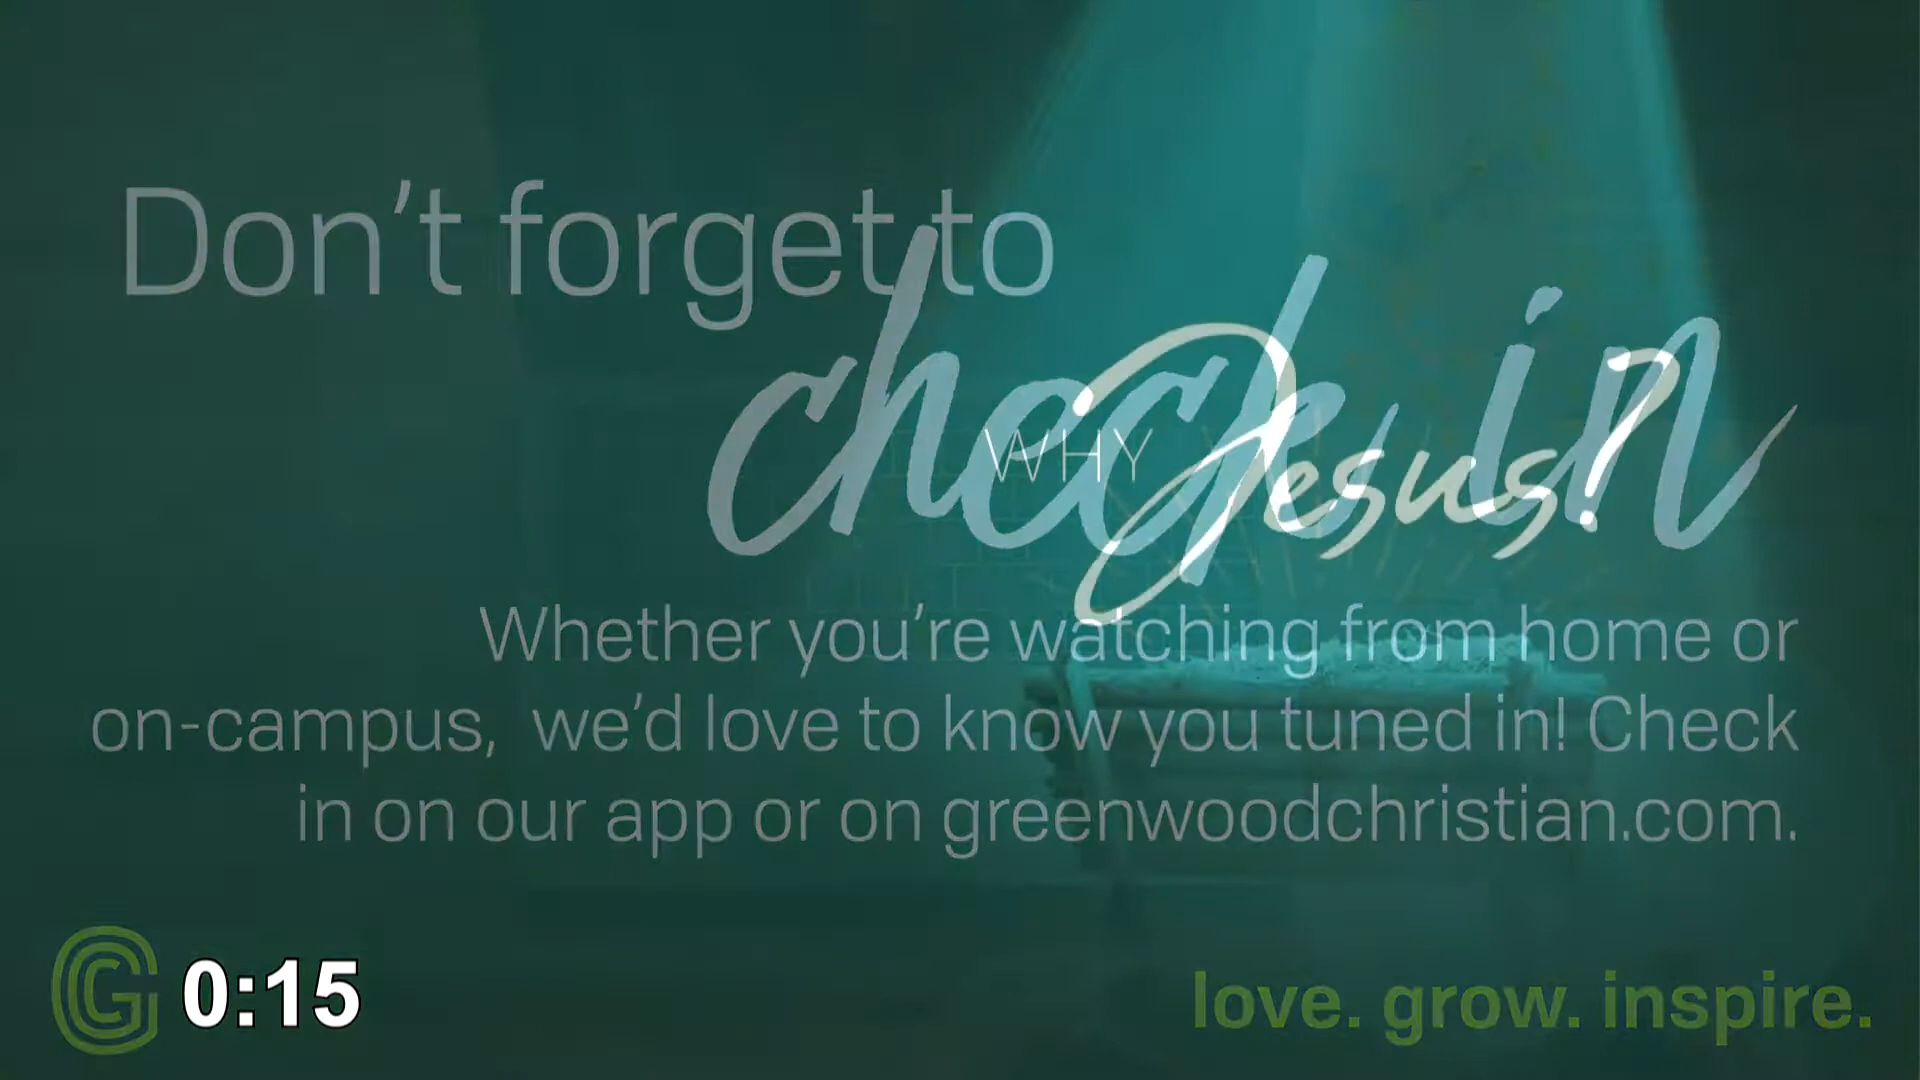 Don’t forget to
check in
WHY Jesus?
Whether you’re watching from home or
on-campus, we’d love to know you tuned in! Check
in on our app or on greenwoodchristian.com.
G 0:15
love. grow. inspire.